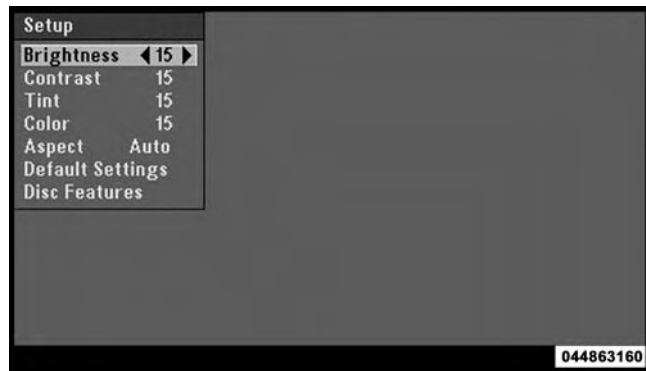 Setup
Brightness ◀ 15 ▶
Contrast 15
Tint 15
Color 15
Aspect Auto
Default Settings
Disc Features
044863160